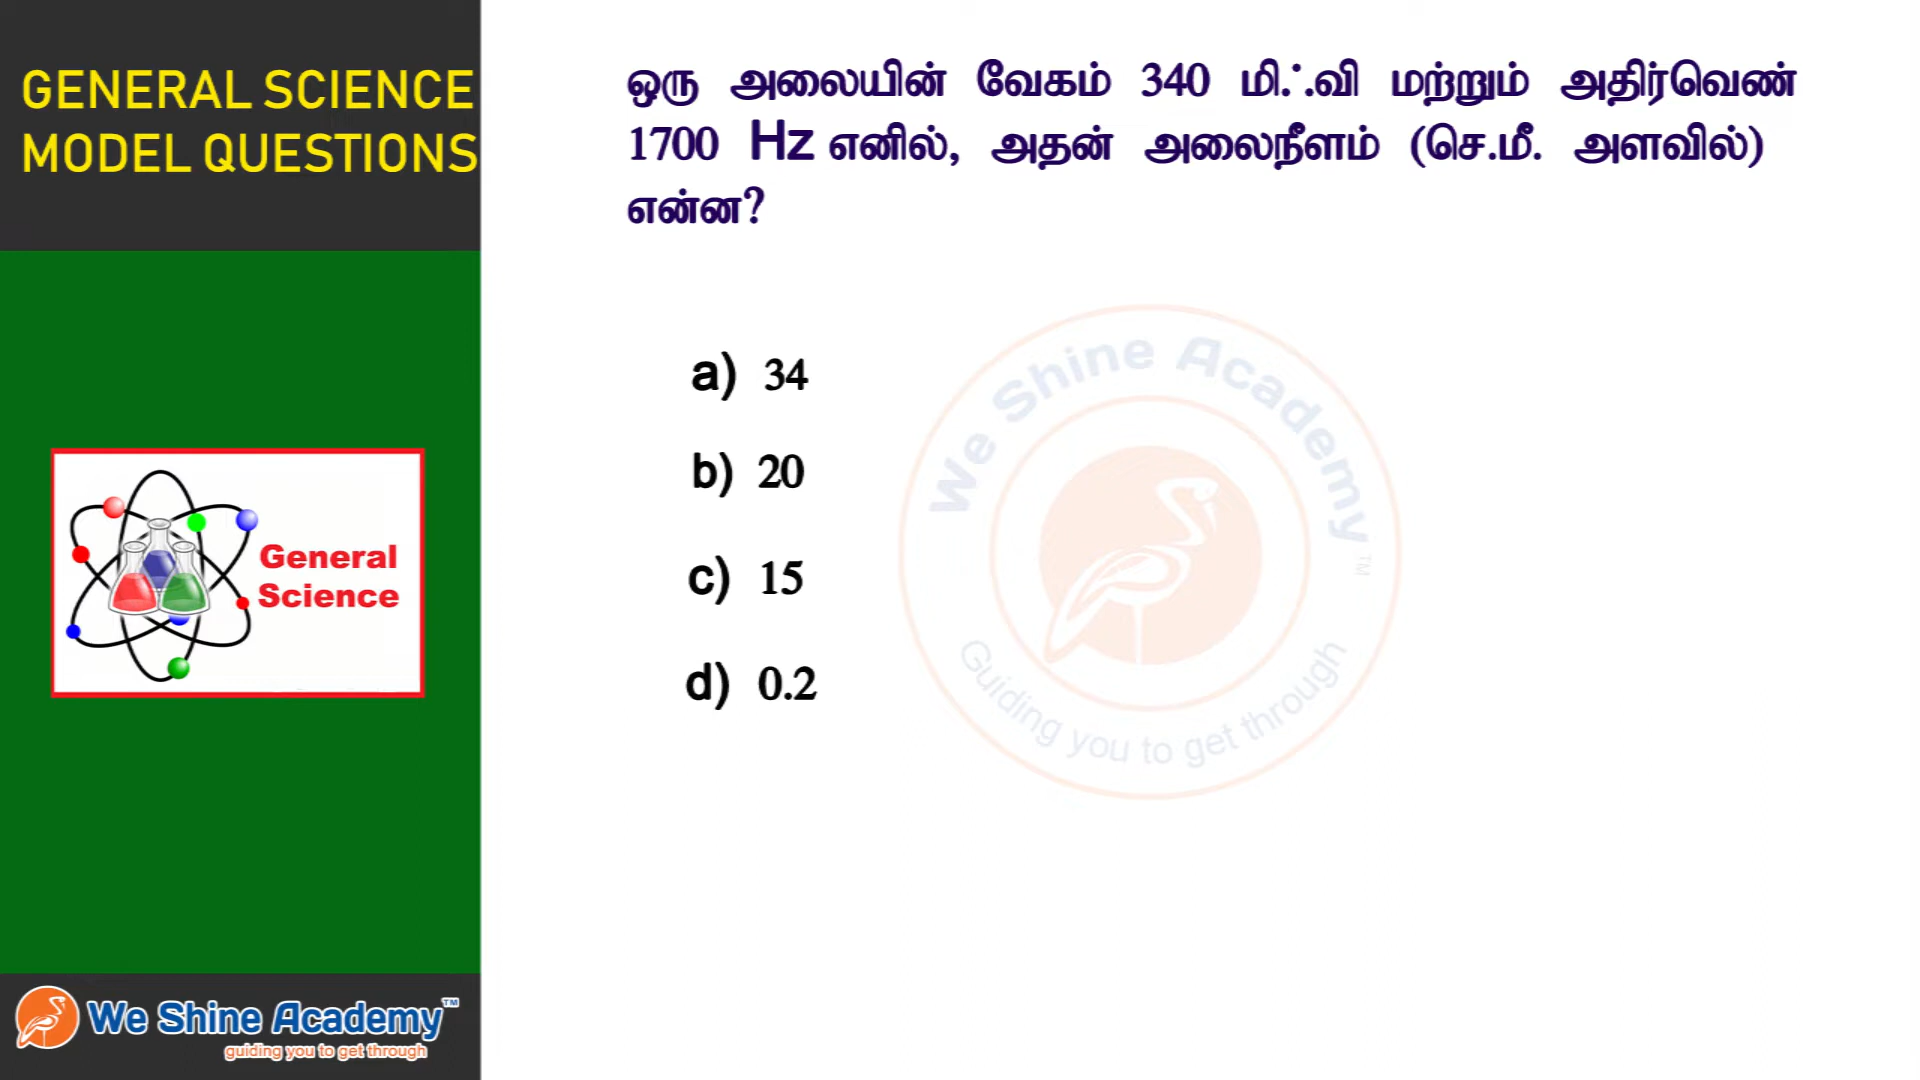 GENERAL SCIENCE
MODEL QUESTIONS
ஒரு அலையின் வேகம் 340 மி்∴வி மற்றும் அதிர்வெண்
1700 Hz எனில், அதன் அலைநீளம் (செ.மீ. அளவில்)
என்ன?
a) 34
b) 20
c) 15
d) 0.2
We Shine Academy™
Guiding you to get through
General
Science
We Shine Academy™
guiding you to get through